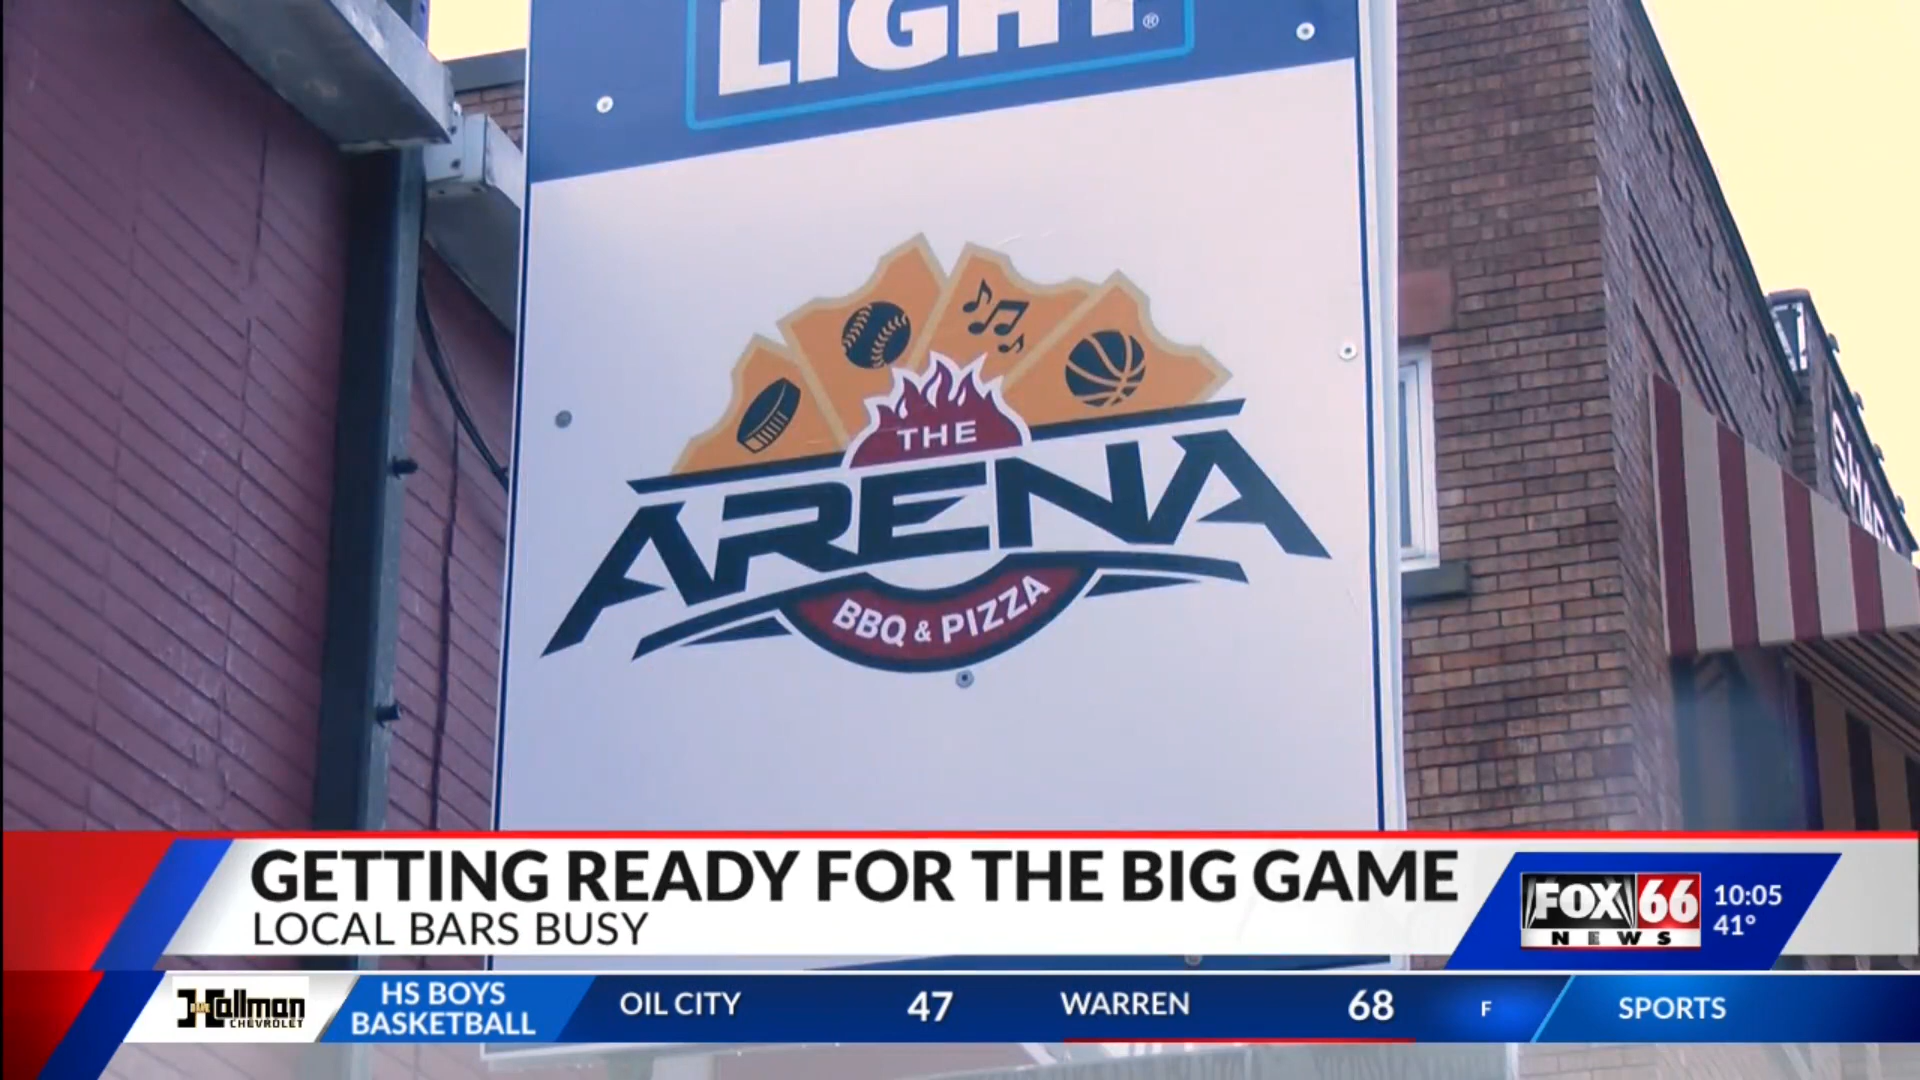 LIGHT®
THE
ARENA
BBQ & PIZZA
GETTING READY FOR THE BIG GAME
LOCAL BARS BUSY
FOX 66
NEWS
10:05
41°
Hallman
CHEVROLET
HS BOYS
BASKETBALL
OIL CITY 47 WARREN 68 F SPORTS